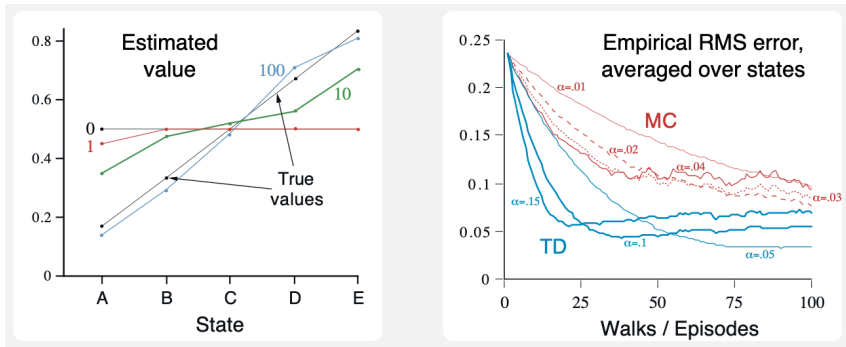 Estimated
value
0.8
0.6
0.4
0.2
0
0
1
10
100
True
values
A B C D E
State
Empirical RMS error,
averaged over states
0.25
0.2
0.15
0.1
0.05
0
α=.01
MC
α=.02
α=.04
α=.03
α=.15
TD
α=.1
α=.05
0 25 50 75 100
Walks / Episodes